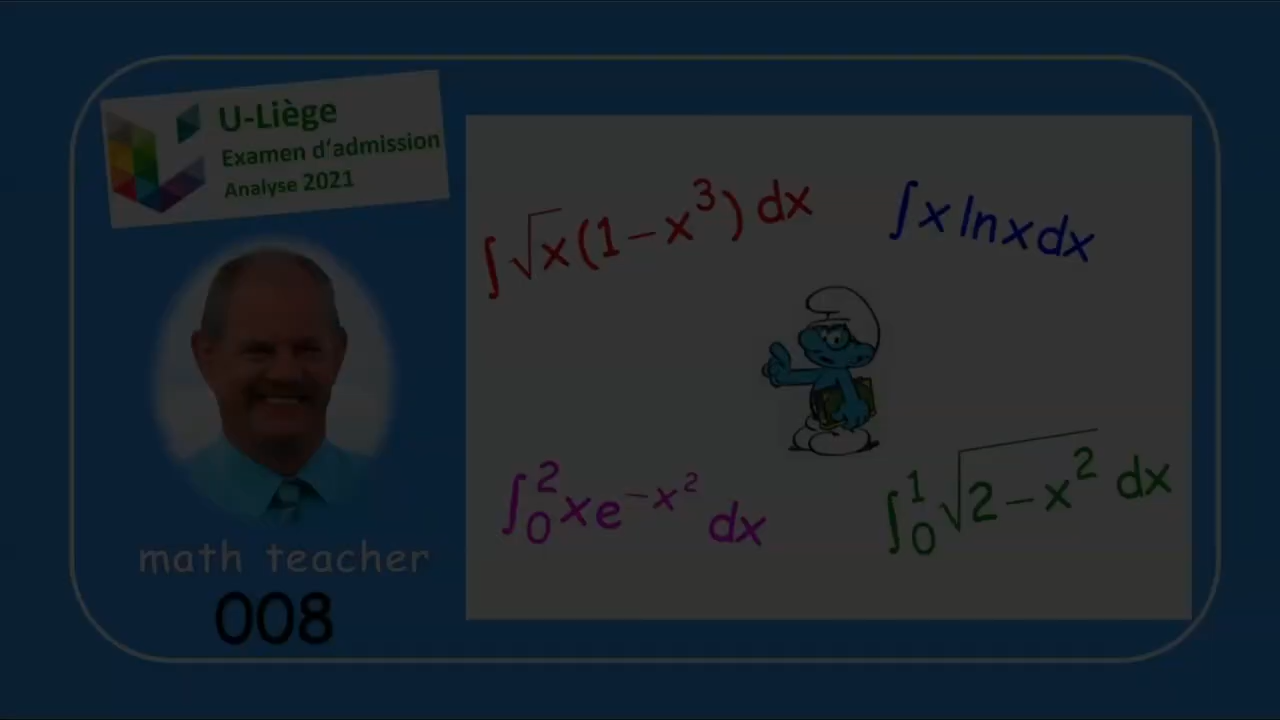 U-Liège
Examen d'admission
Analyse 2021
∫√x(1-x³) dx
∫x lnx dx
∫₀² xe^(-x²) dx
∫₀¹ √(2-x²) dx
math teacher
008